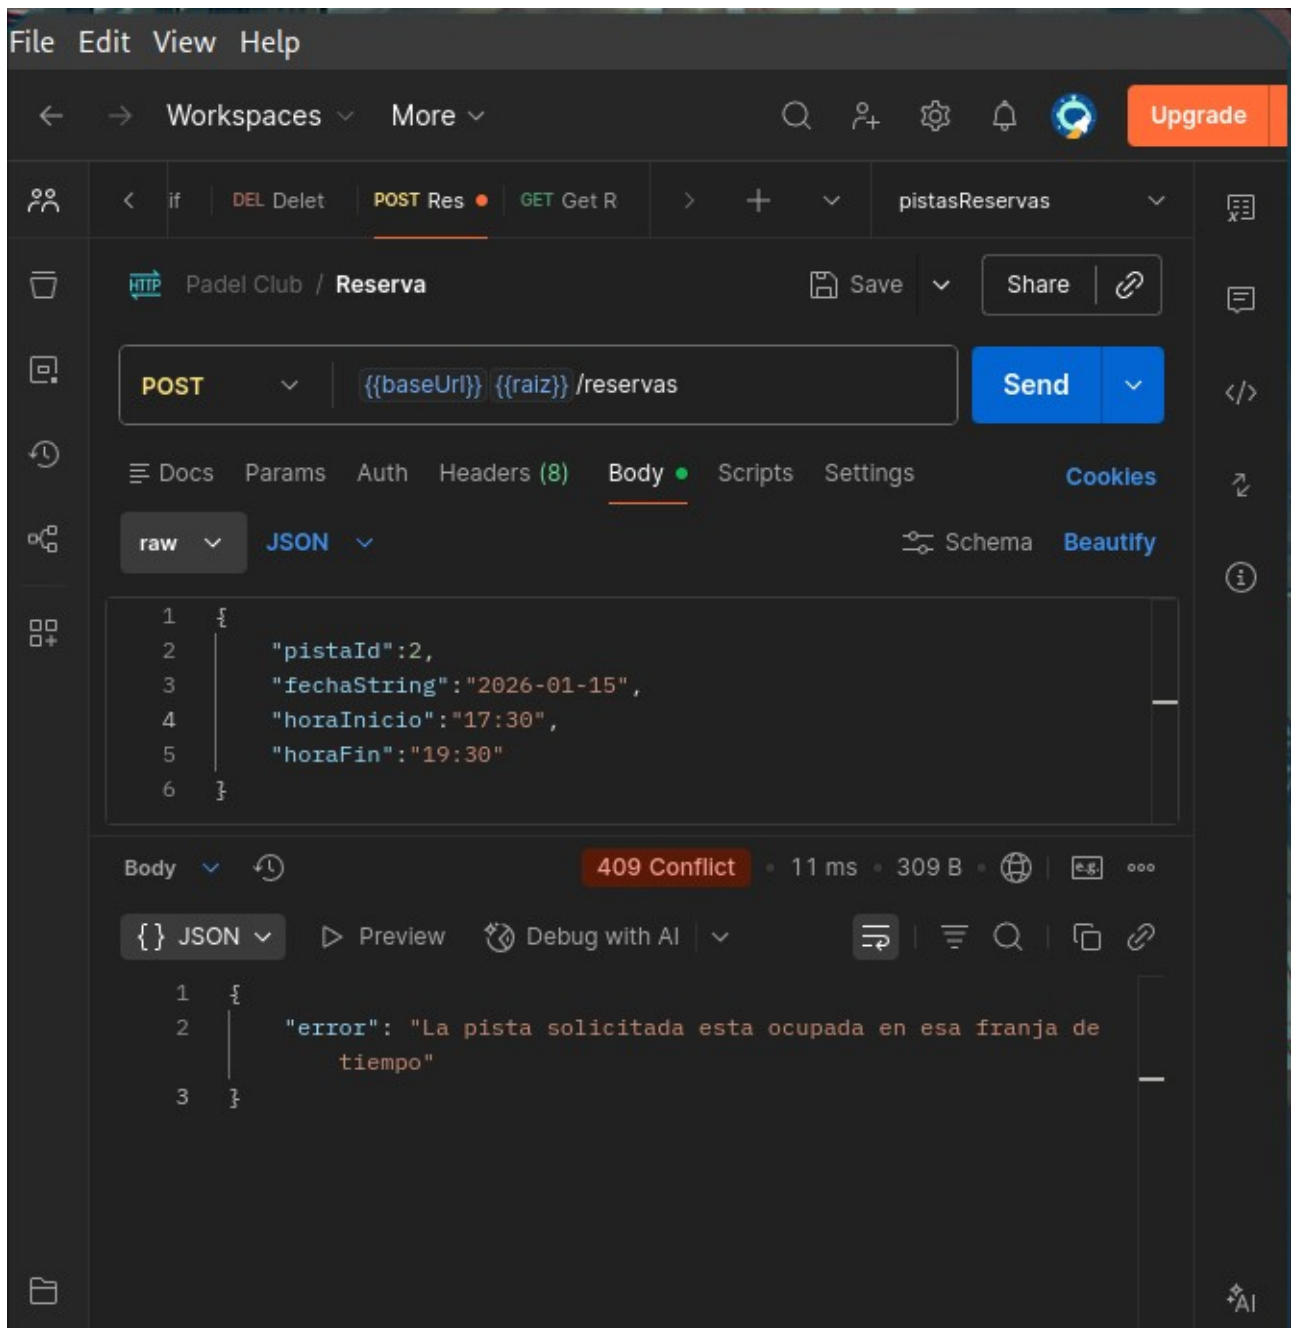 File Edit View Help
Workspaces More Upgrade
if DEL Delet POST Res GET Get R pistasReservas
HTTP Padel Club / Reserva Save Share
POST {{baseUrl}} {{raiz}} /reservas Send
Docs Params Auth Headers (8) Body Scripts Settings Cookies
raw JSON Schema Beautify
1 {
2 "pistaId":2,
3 "fechaString":"2026-01-15",
4 "horaInicio":"17:30",
5 "horaFin":"19:30"
6 }
Body 409 Conflict • 11 ms • 309 B • e.g.
{} JSON Preview Debug with AI
1 {
2 "error": "La pista solicitada esta ocupada en esa franja de
tiempo"
3 }
AI